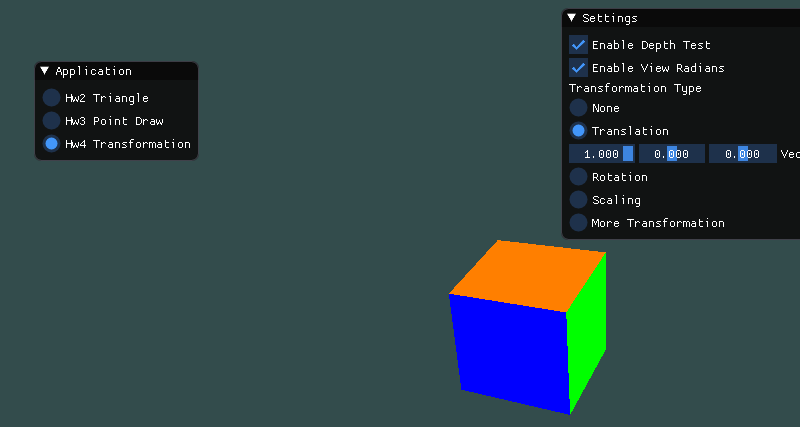 Application
Hw2 Triangle
Hw3 Point Draw
Hw4 Transformation
Settings
Enable Depth Test
Enable View Radians
Transformation Type
None
Translation
1.000 0.000 0.000
Rotation
Scaling
More Transformation